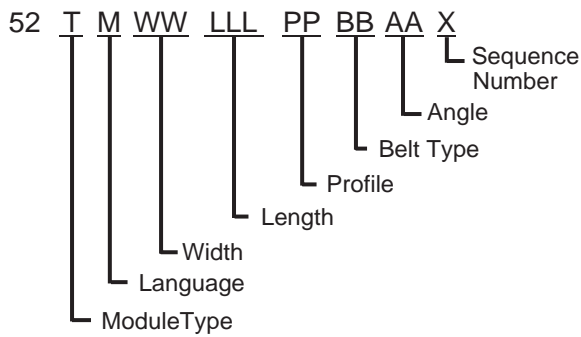 52 T M WW LLL PP BB AA X
Sequence
Number
Angle
Belt Type
Profile
Length
Width
Language
ModuleType